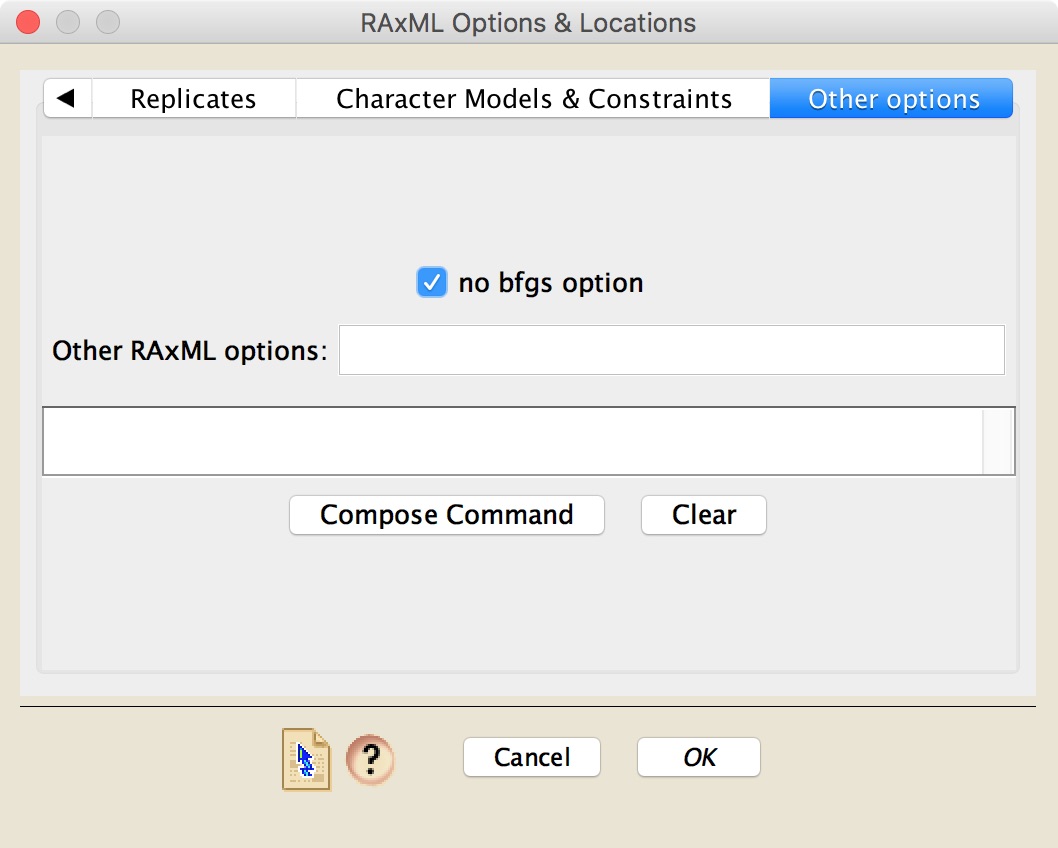 RAxML Options & Locations
◀ Replicates Character Models & Constraints Other options
no bfgs option
Other RAxML options:
Compose Command Clear
? Cancel OK